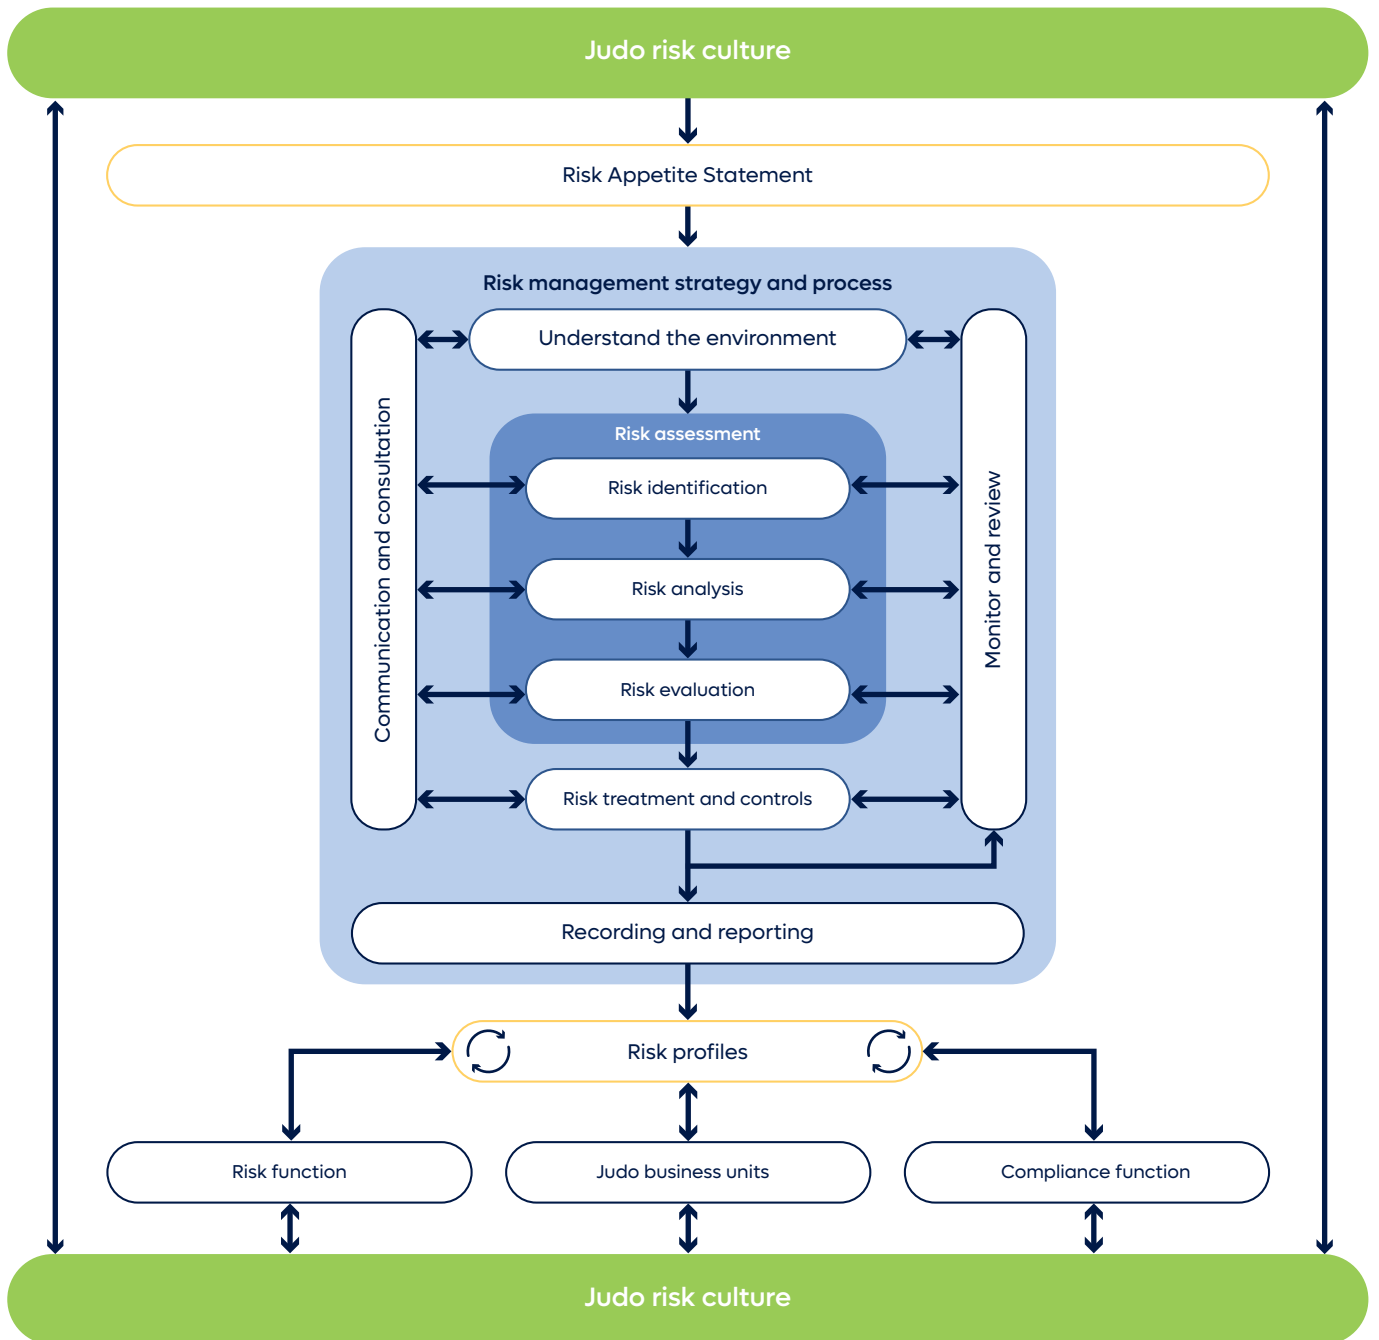 Judo risk culture
Risk Appetite Statement
Risk management strategy and process
Understand the environment
Communication and consultation
Monitor and review
Risk assessment
Risk identification
Risk analysis
Risk evaluation
Risk treatment and controls
Recording and reporting
Risk profiles
Risk function
Judo business units
Compliance function
Judo risk culture